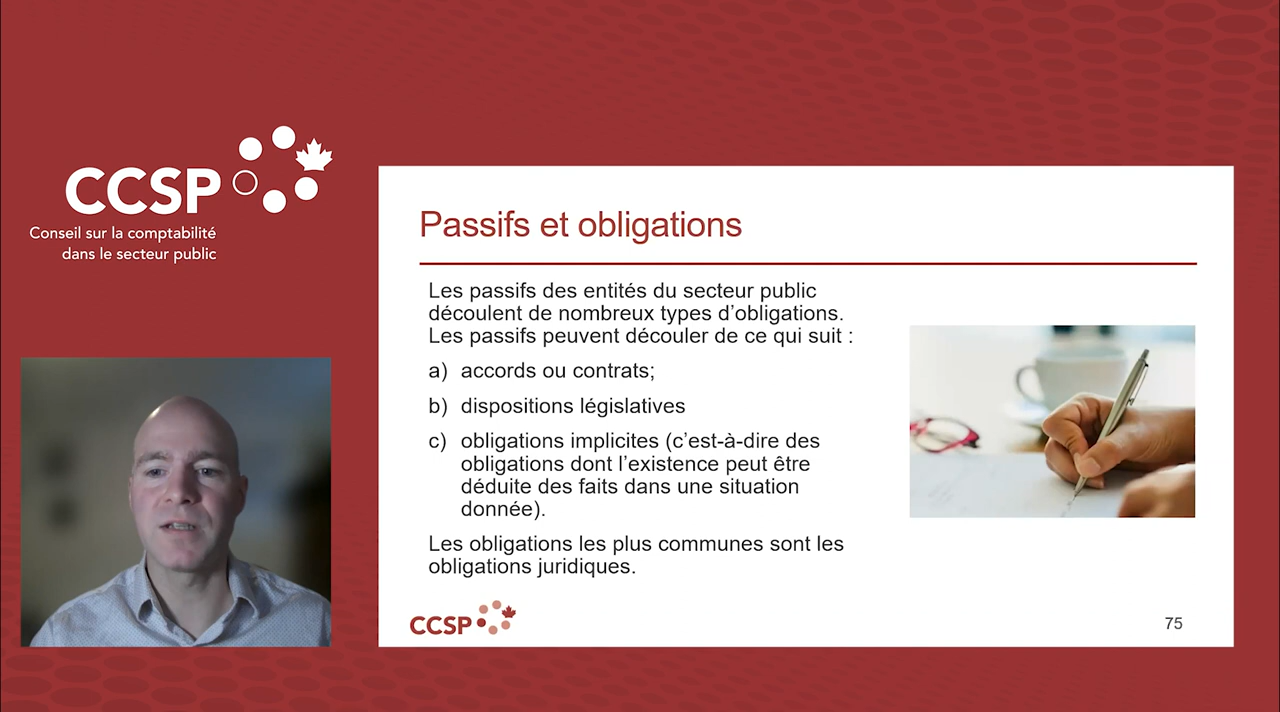 CCSP
Conseil sur la comptabilité
dans le secteur public
Passifs et obligations
Les passifs des entités du secteur public
découlent de nombreux types d’obligations.
Les passifs peuvent découler de ce qui suit :
a) accords ou contrats;
b) dispositions législatives
c) obligations implicites (c’est-à-dire des
obligations dont l’existence peut être
déduite des faits dans une situation
donnée).
Les obligations les plus communes sont les
obligations juridiques.
CCSP
75